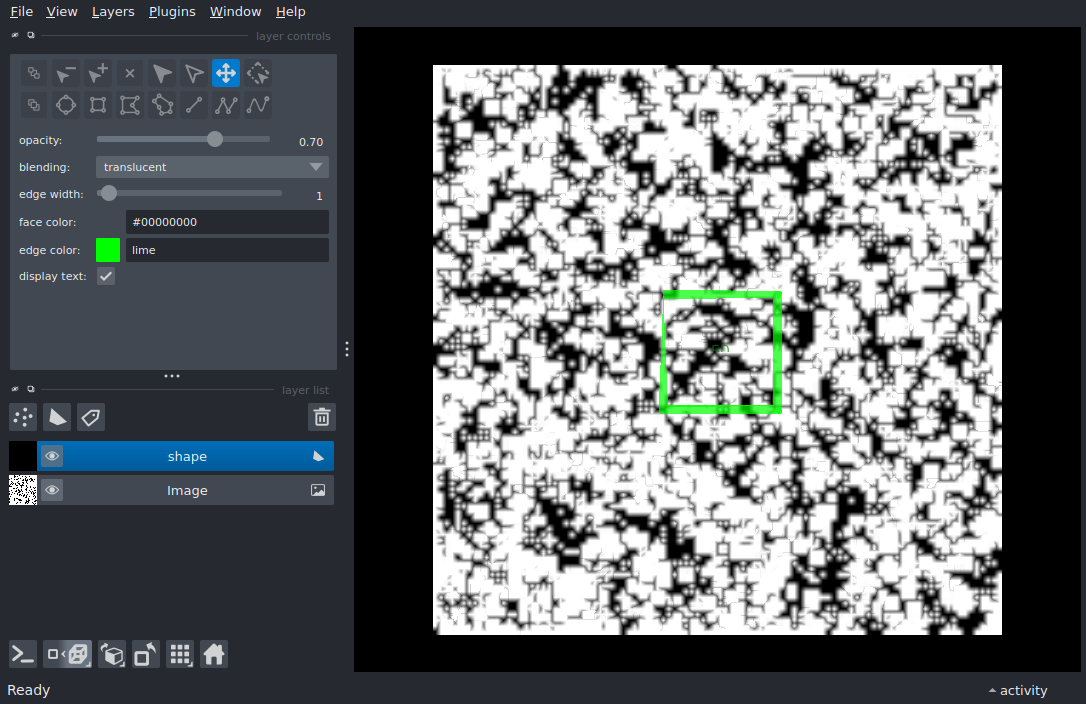 File View Layers Plugins Window Help
layer controls
opacity: 0.70
blending: translucent
edge width: 1
face color: #00000000
edge color: lime
display text:
layer list
shape
Image
Ready
activity